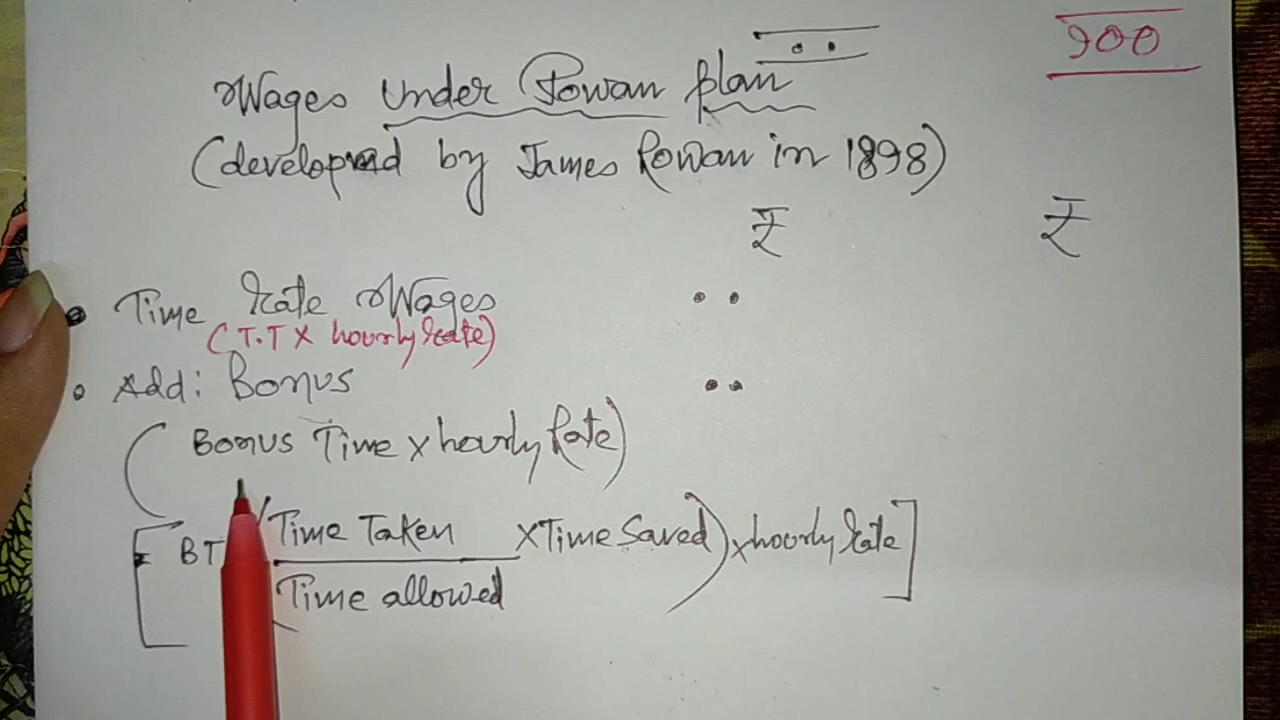 900
Wages Under Rowan plan
(developed by James Rowan in 1898)
₹ ₹
• Time Rate Wages
(T.T X hourly rate)
• Add: Bonus
(Bonus Time x hourly Rate)
[= BT (Time Taken x Time Saved) x hourly rate]
Time allowed